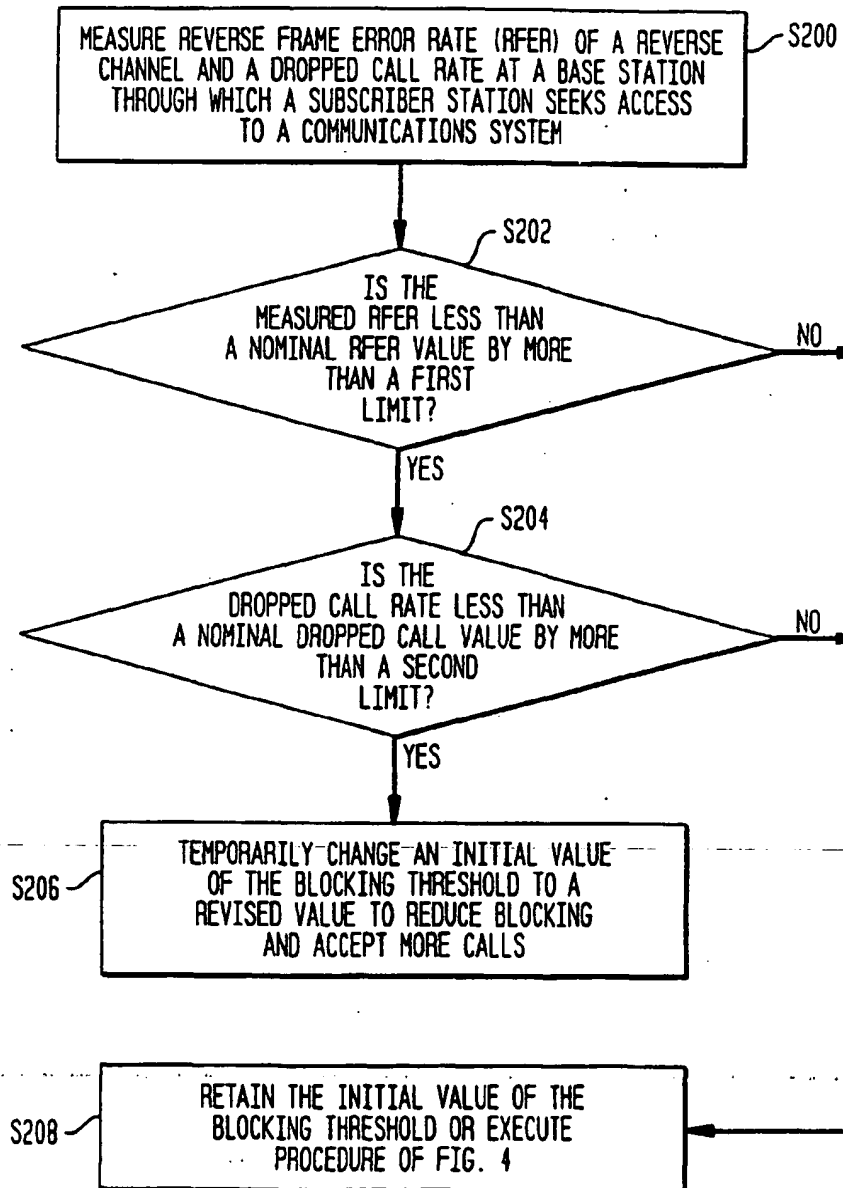 MEASURE REVERSE FRAME ERROR RATE (RFER) OF A REVERSE
CHANNEL AND A DROPPED CALL RATE AT A BASE STATION
THROUGH WHICH A SUBSCRIBER STATION SEEKS ACCESS
TO A COMMUNICATIONS SYSTEM
S200
S202
IS THE
MEASURED RFER LESS THAN
A NOMINAL RFER VALUE BY MORE
THAN A FIRST
LIMIT?
NO
YES
S204
IS THE
DROPPED CALL RATE LESS THAN
A NOMINAL DROPPED CALL VALUE BY MORE
THAN A SECOND
LIMIT?
NO
YES
S206
TEMPORARILY CHANGE AN INITIAL VALUE
OF THE BLOCKING THRESHOLD TO A
REVISED VALUE TO REDUCE BLOCKING
AND ACCEPT MORE CALLS
S208
RETAIN THE INITIAL VALUE OF THE
BLOCKING THRESHOLD OR EXECUTE
PROCEDURE OF FIG. 4